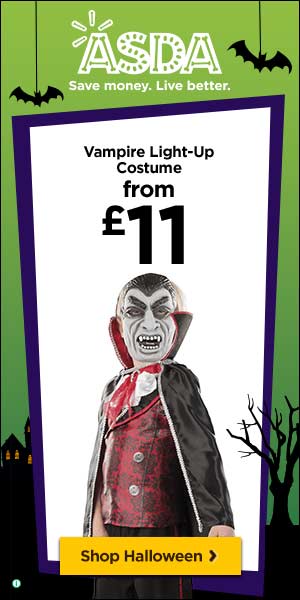 ASDA
Save money. Live better.
Vampire Light-Up
Costume
from
£11
Shop Halloween ›